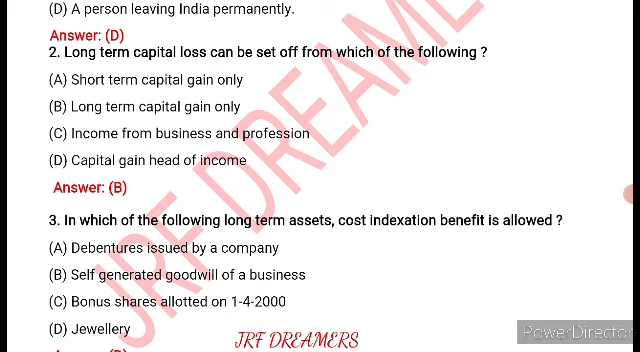 (D) A person leaving India permanently.
Answer: (D)
2. Long term capital loss can be set off from which of the following ?
(A) Short term capital gain only
(B) Long term capital gain only
(C) Income from business and profession
(D) Capital gain head of income
Answer: (B)
3. In which of the following long term assets, cost indexation benefit is allowed ?
(A) Debentures issued by a company
(B) Self generated goodwill of a business
(C) Bonus shares allotted on 1-4-2000
(D) Jewellery
JRF DREAMERS
PowerDirector
JRF DREAME